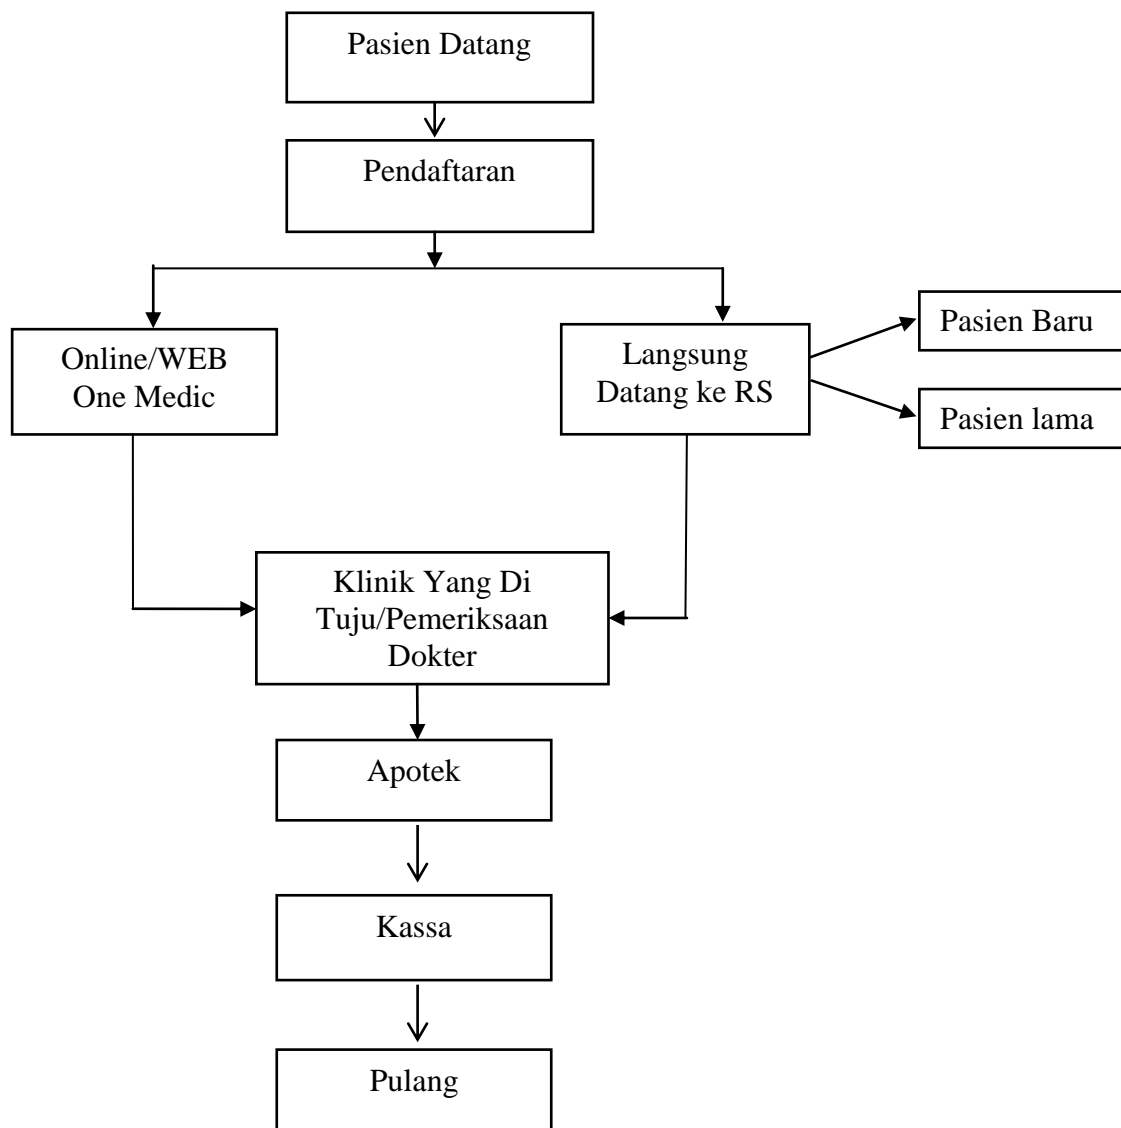 Pasien Datang
Pendaftaran
Online/WEB
One Medic
Langsung
Datang ke RS
Pasien Baru
Pasien lama
Klinik Yang Di
Tuju/Pemeriksaan
Dokter
Apotek
Kassa
Pulang